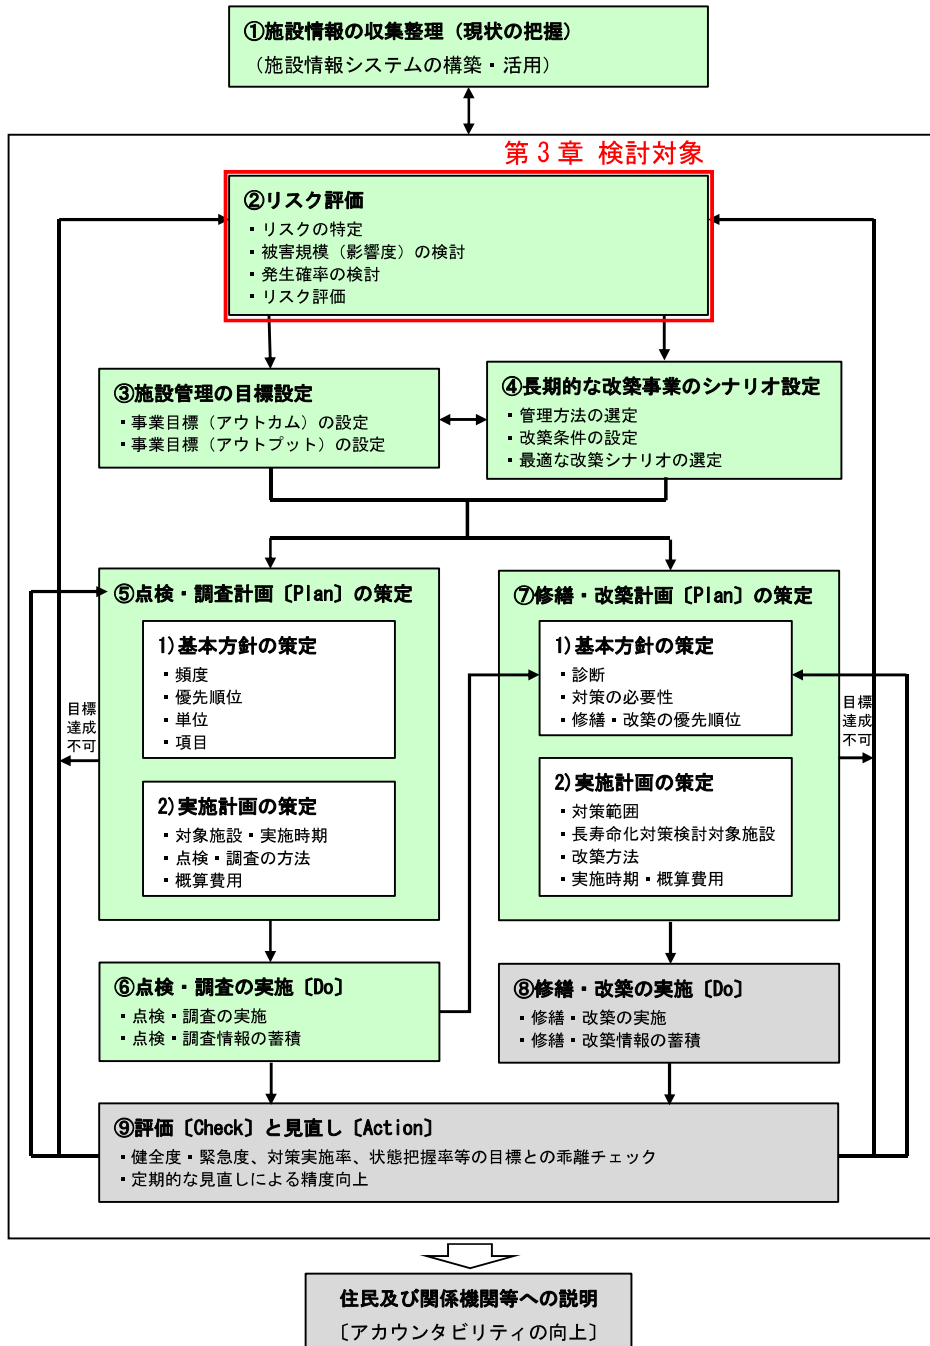 ①施設情報の収集整理（現状の把握）
（施設情報システムの構築・活用）
第３章 検討対象
②リスク評価
・リスクの特定
・被害規模（影響度）の検討
・発生確率の検討
・リスク評価
③施設管理の目標設定
・事業目標（アウトカム）の設定
・事業目標（アウトプット）の設定
④長期的な改築事業のシナリオ設定
・管理方法の選定
・改築条件の設定
・最適な改築シナリオの選定
⑤点検・調査計画〔Plan〕の策定
1)基本方針の策定
・頻度
・優先順位
・単位
・項目
2)実施計画の策定
・対象施設・実施時期
・点検・調査の方法
・概算費用
目標
達成
不可
⑦修繕・改築計画〔Plan〕の策定
1)基本方針の策定
・診断
・対策の必要性
・修繕・改築の優先順位
2)実施計画の策定
・対策範囲
・長寿命化対策検討対象施設
・改築方法
・実施時期・概算費用
目標
達成
不可
⑥点検・調査の実施〔Do〕
・点検・調査の実施
・点検・調査情報の蓄積
⑧修繕・改築の実施〔Do〕
・修繕・改築の実施
・修繕・改築情報の蓄積
⑨評価〔Check〕と見直し〔Action〕
・健全度・緊急度、対策実施率、状態把握率等の目標との乖離チェック
・定期的な見直しによる精度向上
住民及び関係機関等への説明
〔アカウンタビリティの向上〕